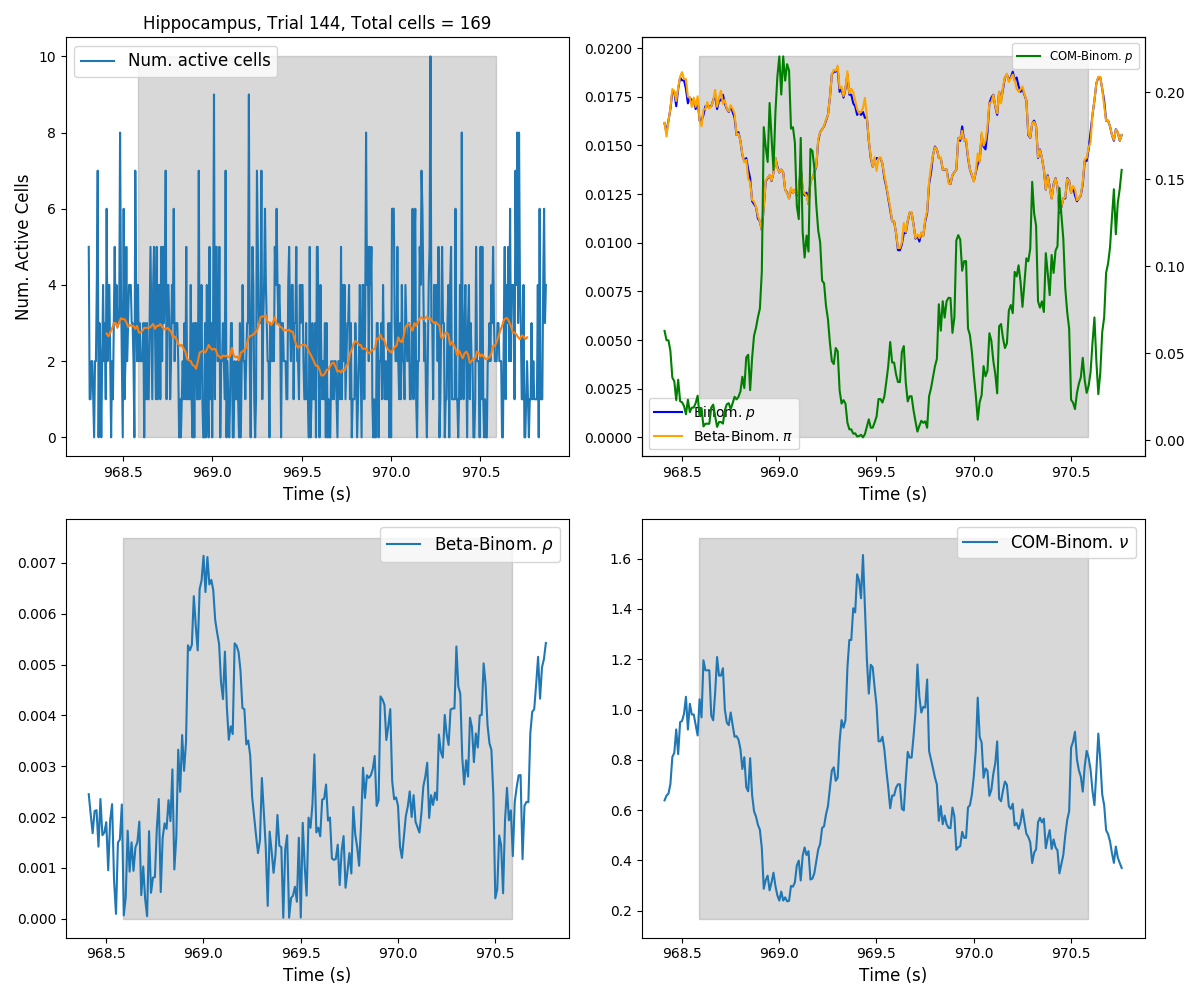 Hippocampus, Trial 144, Total cells = 169
Num. active cells
Num. Active Cells
10
8
6
4
2
0
968.5 969.0 969.5 970.0 970.5
Time (s)
COM-Binom. p
0.0200
0.0175
0.0150
0.0125
0.0100
0.0075
0.0050
0.0025
0.0000
0.20
0.15
0.10
0.05
0.00
Binom. p
Beta-Binom. π
968.5 969.0 969.5 970.0 970.5
Time (s)
Beta-Binom. ρ
0.007
0.006
0.005
0.004
0.003
0.002
0.001
0.000
968.5 969.0 969.5 970.0 970.5
Time (s)
COM-Binom. ν
1.6
1.4
1.2
1.0
0.8
0.6
0.4
0.2
968.5 969.0 969.5 970.0 970.5
Time (s)